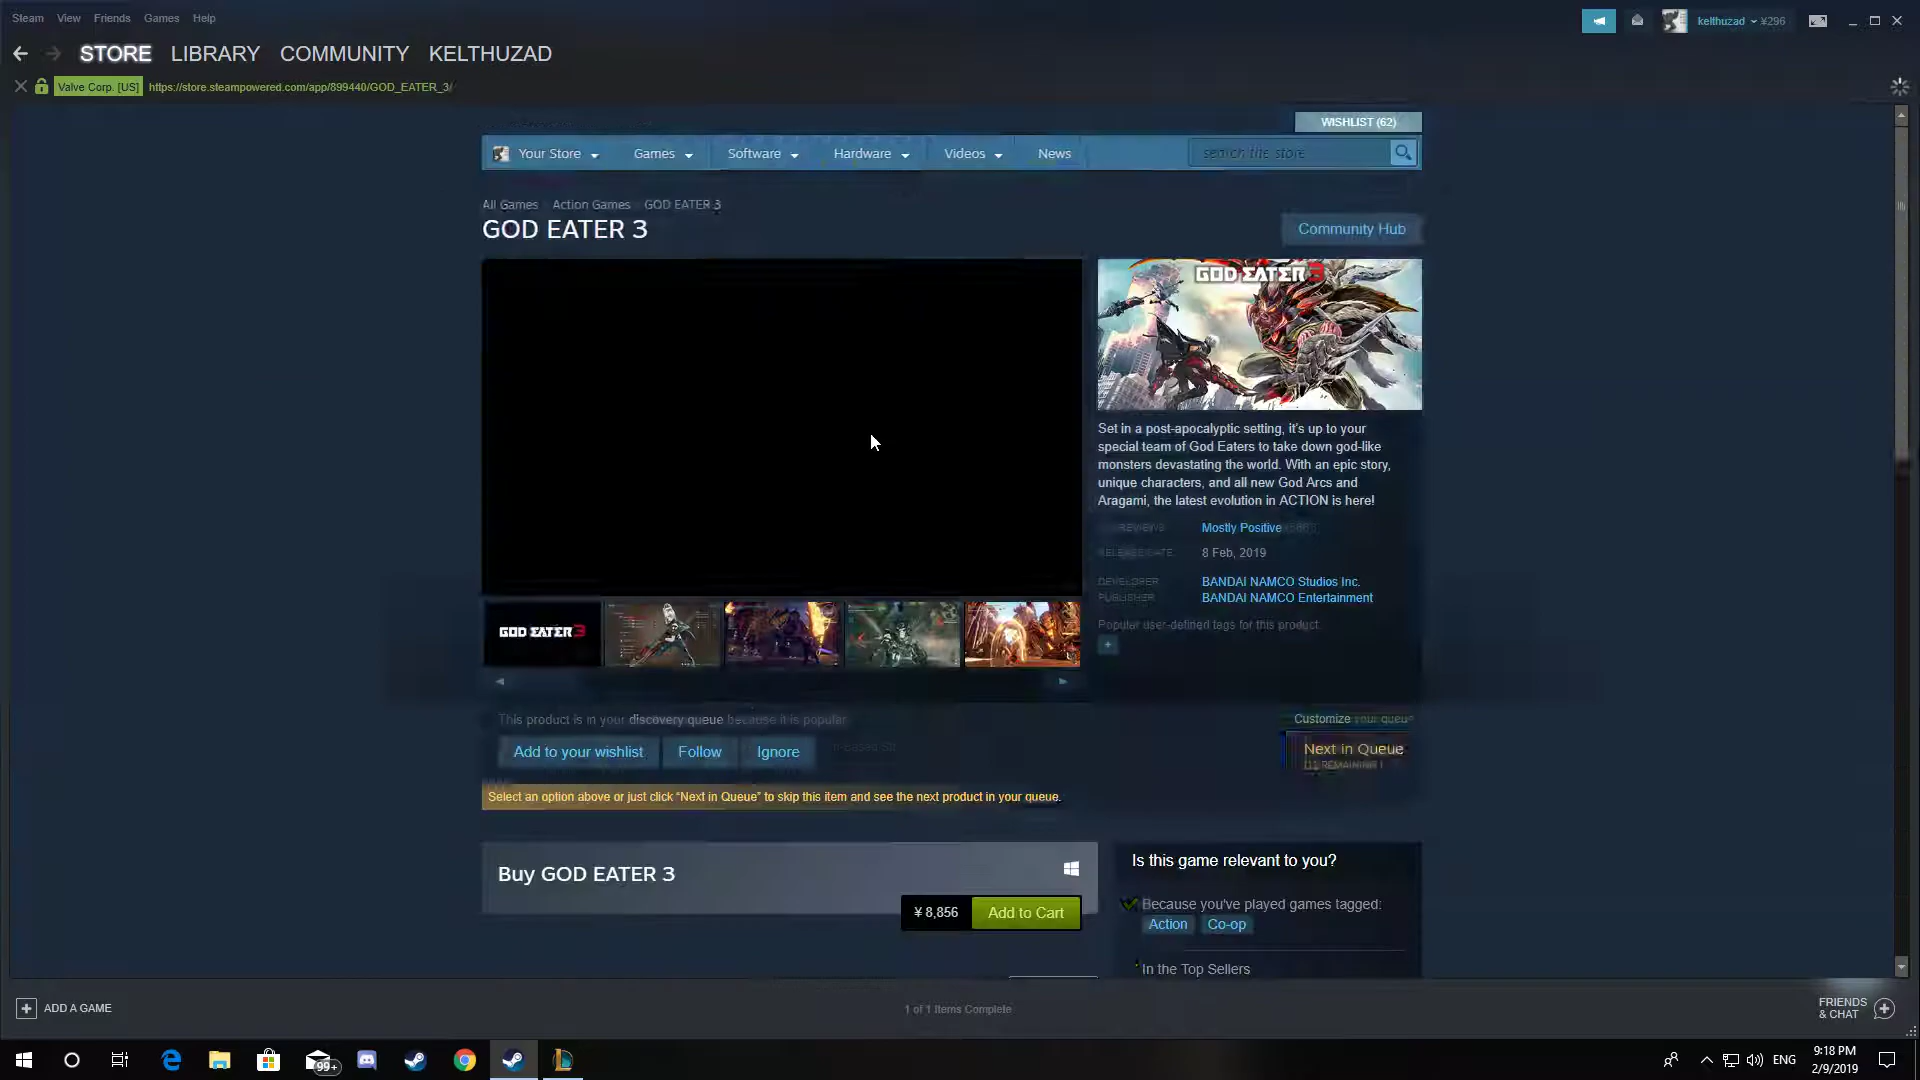 Steam View Friends Games Help
kelthuzad ¥296
STORE LIBRARY COMMUNITY KELTHUZAD
Valve Corp. [US] https://store.steampowered.com/app/899440/GOD_EATER_3/
WISHLIST (62)
Your Store Games Software Hardware Videos News search the store
All Games Action Games GOD EATER 3
GOD EATER 3
Community Hub
GOD EATER 3
Set in a post-apocalyptic setting, it's up to your
special team of God Eaters to take down god-like
monsters devastating the world. With an epic story,
unique characters, and all new God Arcs and
Aragami, the latest evolution in ACTION is here!
REVIEWS Mostly Positive
RELEASE DATE 8 Feb, 2019
DEVELOPER BANDAI NAMCO Studios Inc.
PUBLISHER BANDAI NAMCO Entertainment
Popular user-defined tags for this product
+
GOD EATER 3
This product is in your discovery queue because it is popular
Customize your queue
Add to your wishlist Follow Ignore
Next in Queue
Select an option above or just click “Next in Queue” to skip this item and see the next product in your queue.
Buy GOD EATER 3
¥ 8,856 Add to Cart
Is this game relevant to you?
Because you've played games tagged:
Action Co-op
In the Top Sellers
ADD A GAME
1 of 1 Items Complete
FRIENDS
& CHAT
99+
ENG
9:18 PM
2/9/2019